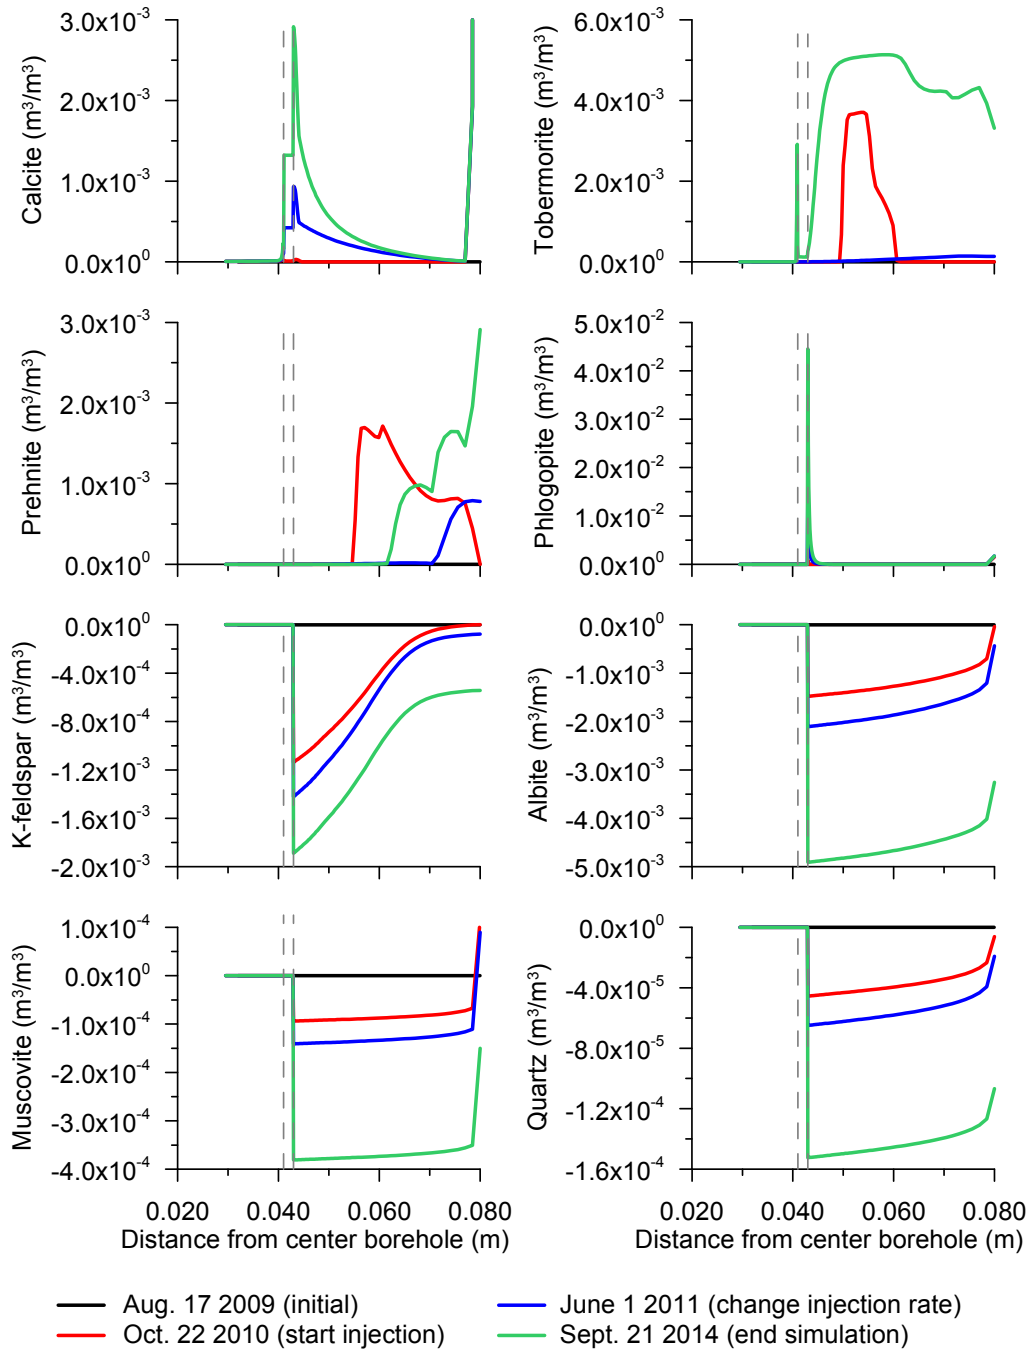 3.0x10⁻³
2.0x10⁻³
1.0x10⁻³
0.0x10⁰
Calcite (m³/m³)
6.0x10⁻³
4.0x10⁻³
2.0x10⁻³
0.0x10⁰
Tobermorite (m³/m³)
3.0x10⁻³
2.0x10⁻³
1.0x10⁻³
0.0x10⁰
Prehnite (m³/m³)
5.0x10⁻²
4.0x10⁻²
3.0x10⁻²
2.0x10⁻²
1.0x10⁻²
0.0x10⁰
Phlogopite (m³/m³)
0.0x10⁰
-4.0x10⁻⁴
-8.0x10⁻⁴
-1.2x10⁻³
-1.6x10⁻³
-2.0x10⁻³
K-feldspar (m³/m³)
0.0x10⁰
-1.0x10⁻³
-2.0x10⁻³
-3.0x10⁻³
-4.0x10⁻³
-5.0x10⁻³
Albite (m³/m³)
1.0x10⁻⁴
0.0x10⁰
-1.0x10⁻⁴
-2.0x10⁻⁴
-3.0x10⁻⁴
-4.0x10⁻⁴
Muscovite (m³/m³)
0.020 0.040 0.060 0.080
Distance from center borehole (m)
0.0x10⁰
-4.0x10⁻⁵
-8.0x10⁻⁵
-1.2x10⁻⁴
-1.6x10⁻⁴
Quartz (m³/m³)
0.020 0.040 0.060 0.080
Distance from center borehole (m)
Aug. 17 2009 (initial)
Oct. 22 2010 (start injection)
June 1 2011 (change injection rate)
Sept. 21 2014 (end simulation)